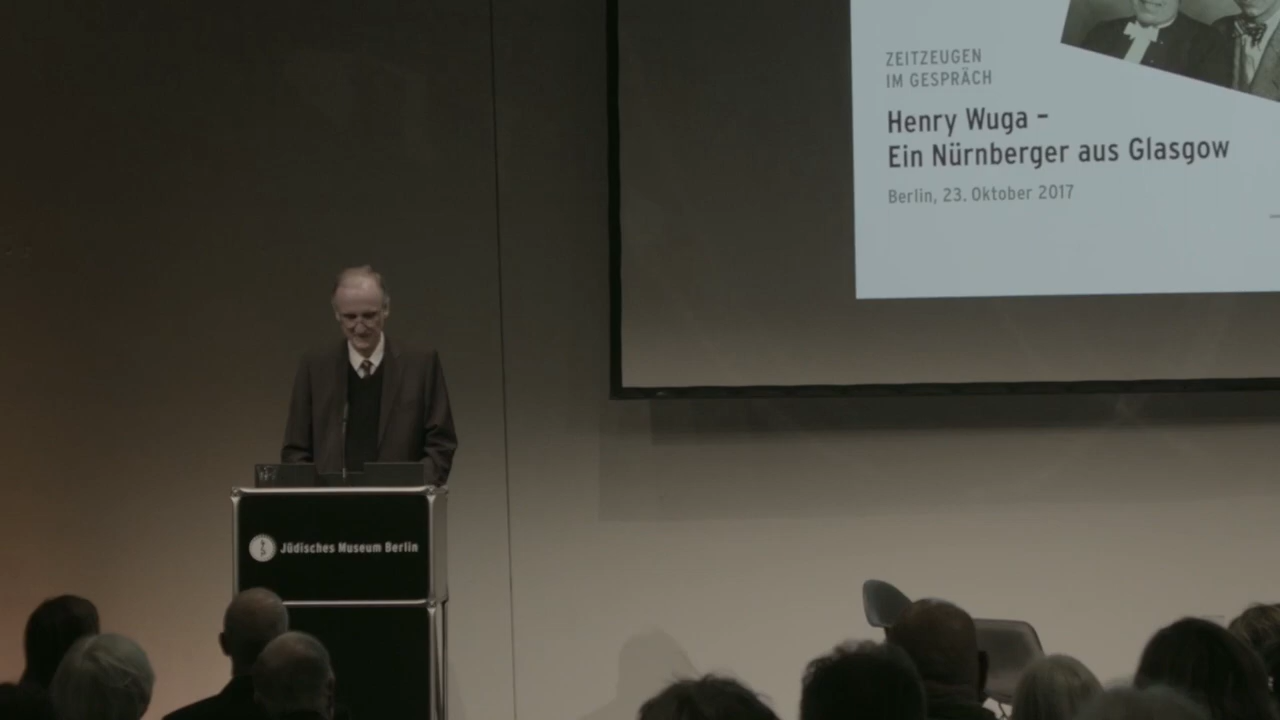 ZEITZEUGEN
IM GESPRÄCH
Henry Wuga –
Ein Nürnberger aus Glasgow
Berlin, 23. Oktober 2017
Jüdisches Museum Berlin